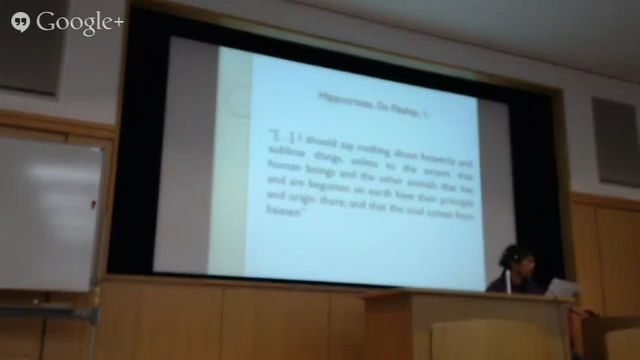 Google+
Hippocrates, On Fleshes, 1.
"[...] I should say nothing about heavenly and
sublime things, unless to the extent that
human beings and the other animals that live
and are begotten on earth have their principle
and origin there; and that the soul comes from
heaven"